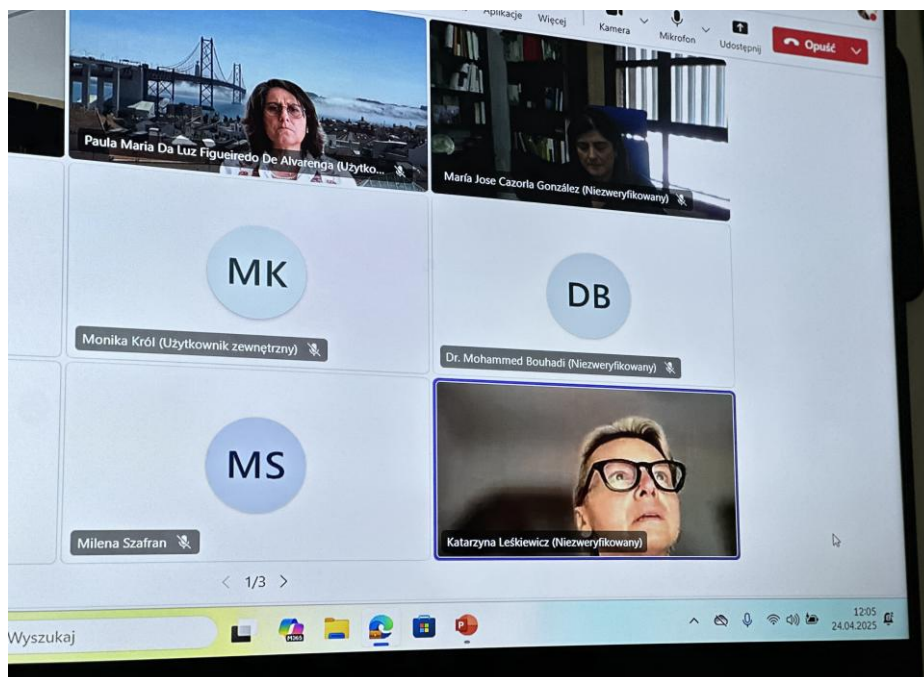 Aplikacje Więcej Kamera Mikrofon Udostępnij Opuść
Paula Maria Da Luz Figueiredo De Alvarenga (Użytko...
María Jose Cazorla González (Niezweryfikowany)
MK
DB
Monika Król (Użytkownik zewnętrzny)
Dr. Mohammed Bouhadi (Niezweryfikowany)
MS
Milena Szafran
Katarzyna Leśkiewicz (Niezweryfikowany)
1/3
Wyszukaj
M365
P
12:05
24.04.2025